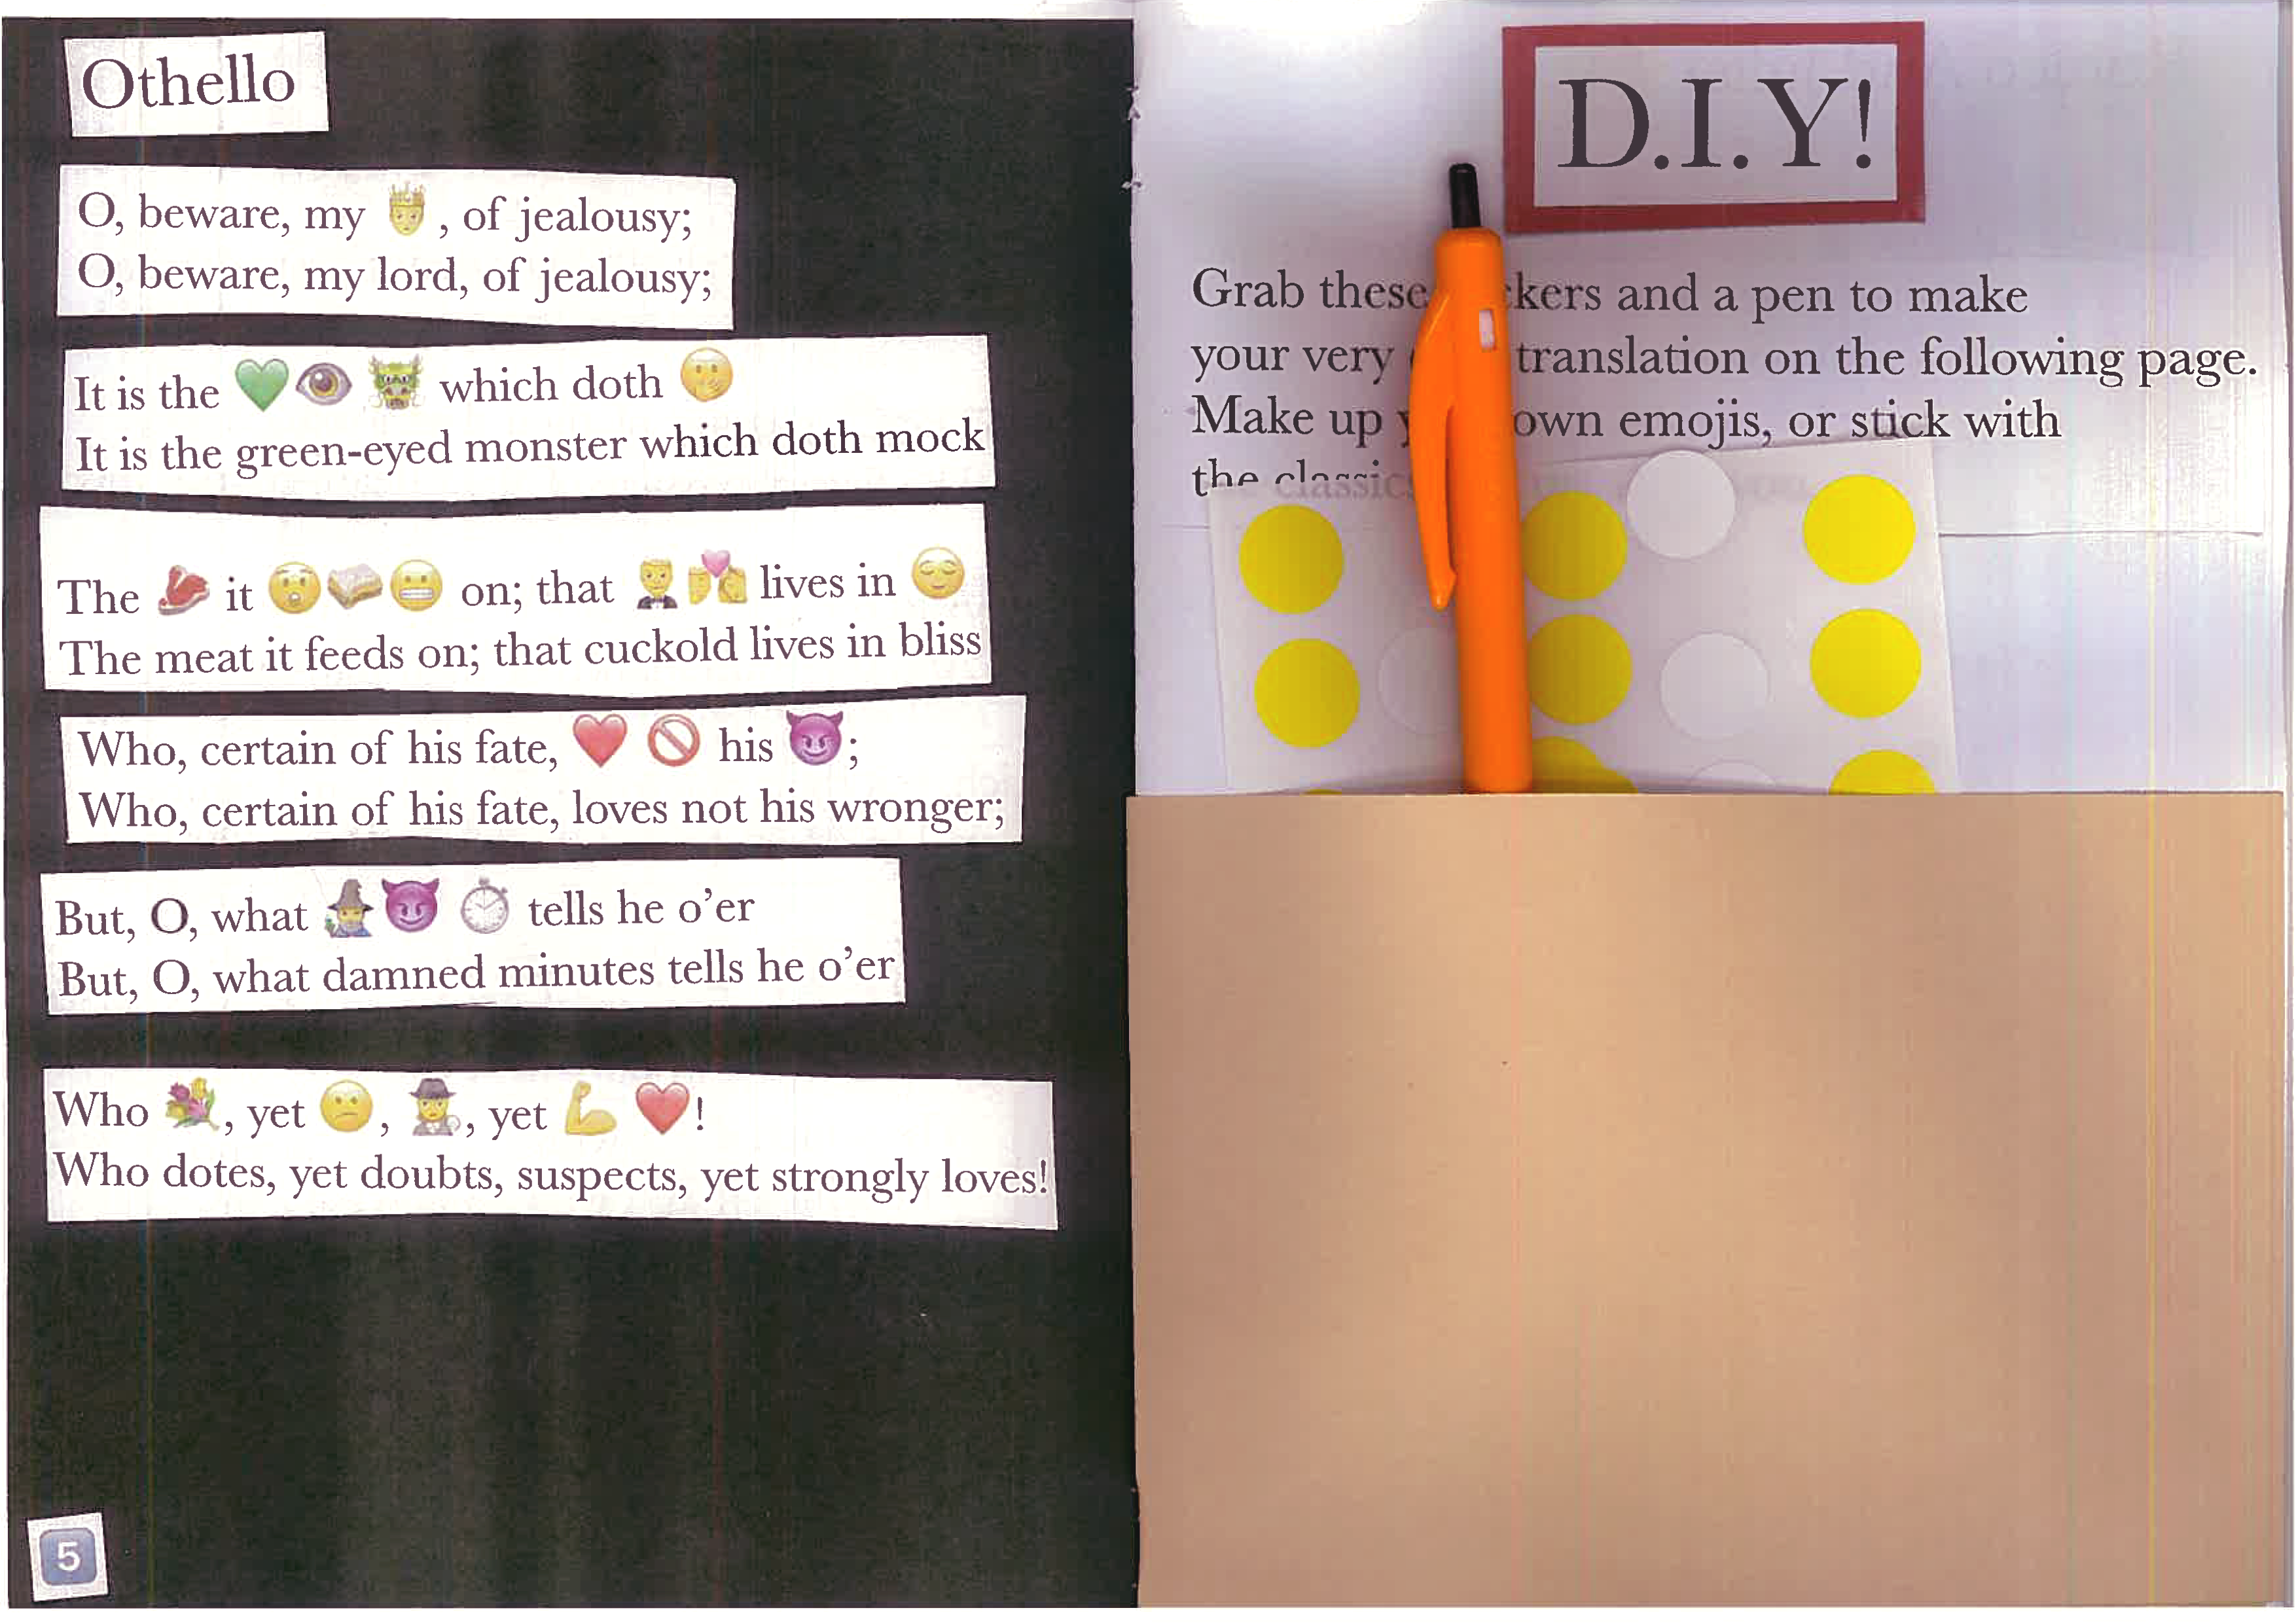 Othello
O, beware, my 🤴, of jealousy;
O, beware, my lord, of jealousy;
It is the 💚👁️ 🐲 which doth 🤭
It is the green-eyed monster which doth mock
The 🥩 it 😲🥪😬 on; that 🤵 💏 lives in 😌
The meat it feeds on; that cuckold lives in bliss
Who, certain of his fate, ❤️ 🚫 his 😈;
Who, certain of his fate, loves not his wronger;
But, O, what 🧙😈 ⏱️ tells he o’er
But, O, what damned minutes tells he o’er
Who 💐, yet 😕, 🕵️, yet 💪 ❤️!
Who dotes, yet doubts, suspects, yet strongly loves!
5
D.I.Y!
Grab these kers and a pen to make
your very translation on the following page.
Make up own emojis, or stick with
the classics